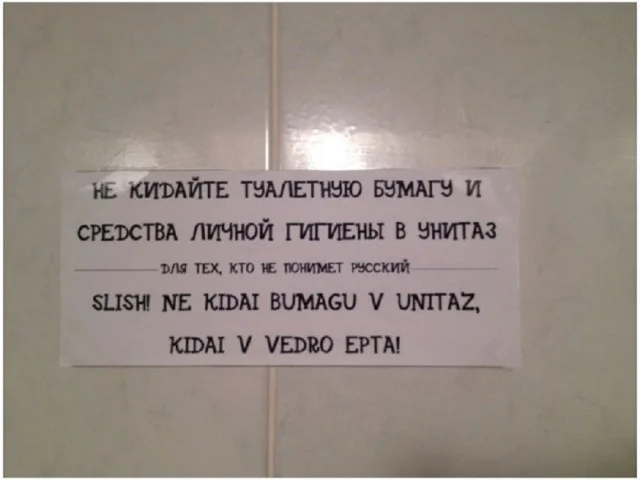 НЕ КИДАЙТЕ ТУАЛЕТНУЮ БУМАГУ И
СРЕДСТВА ЛИЧНОЙ ГИГИЕНЫ В УНИТАЗ
ДЛЯ ТЕХ, КТО НЕ ПОНИМЕТ РУССКИЙ
SLISH! NE KIDAI BUMAGU V UNITAZ,
KIDAI V VEDRO EPTA!